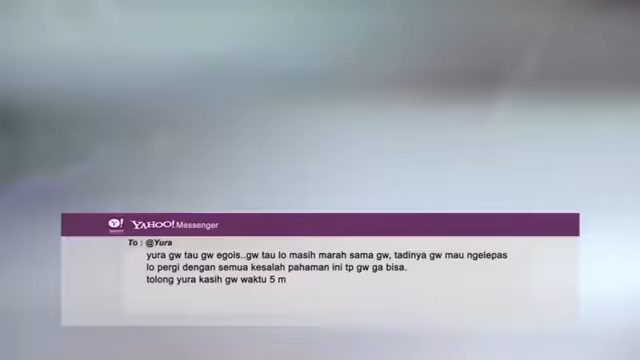 YAHOO! Messenger
To : @Yura
yura gw tau gw egois..gw tau lo masih marah sama gw, tadinya gw mau ngelepas
lo pergi dengan semua kesalah pahaman ini tp gw ga bisa.
tolong yura kasih gw waktu 5 m